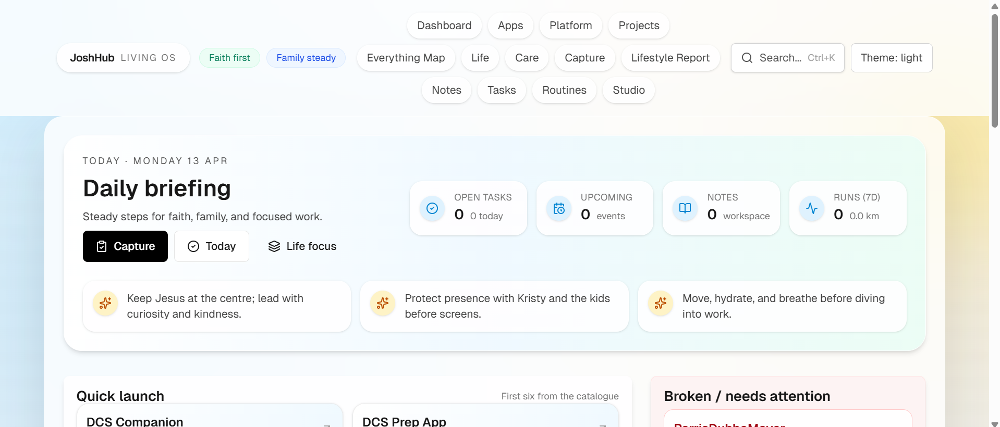 Dashboard Apps Platform Projects
JoshHub LIVING OS Faith first Family steady Everything Map Life Care Capture Lifestyle Report Search... Ctrl+K Theme: light
Notes Tasks Routines Studio
TODAY · MONDAY 13 APR
Daily briefing
Steady steps for faith, family, and focused work.
Capture Today Life focus
OPEN TASKS
0 0 today
UPCOMING
0 events
NOTES
0 workspace
RUNS (7D)
0 0.0 km
Keep Jesus at the centre; lead with
curiosity and kindness.
Protect presence with Kristy and the kids
before screens.
Move, hydrate, and breathe before diving
into work.
Quick launch
First six from the catalogue
DCS Companion
DCS Prep App
Broken / needs attention